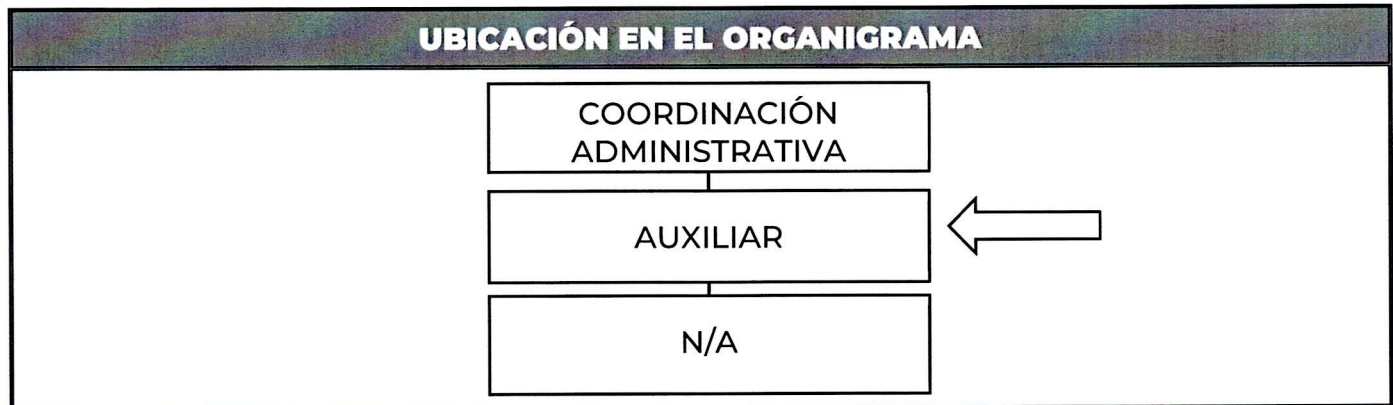 UBICACIÓN EN EL ORGANIGRAMA
COORDINACIÓN
ADMINISTRATIVA
AUXILIAR
N/A